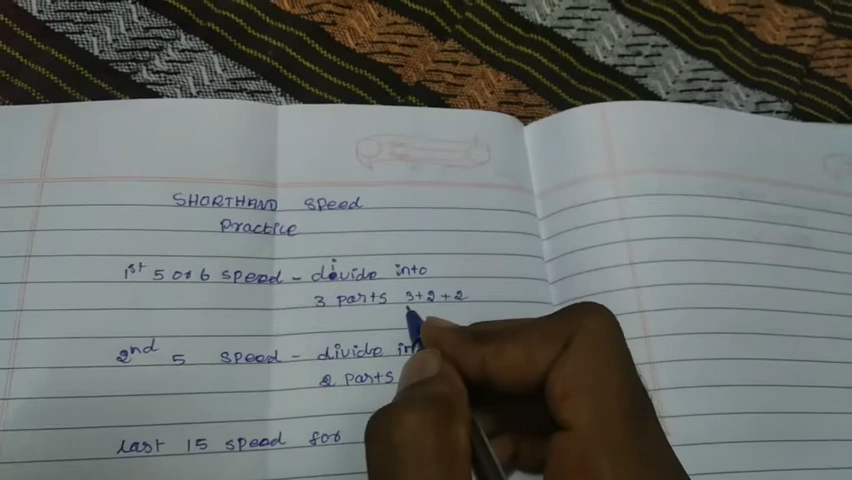 SHORTHAND Speed
Practice
1st 5 or 6 speed - divide into
3 parts 3+2+2
2nd 5 speed - divide in
2 parts
last 15 speed for